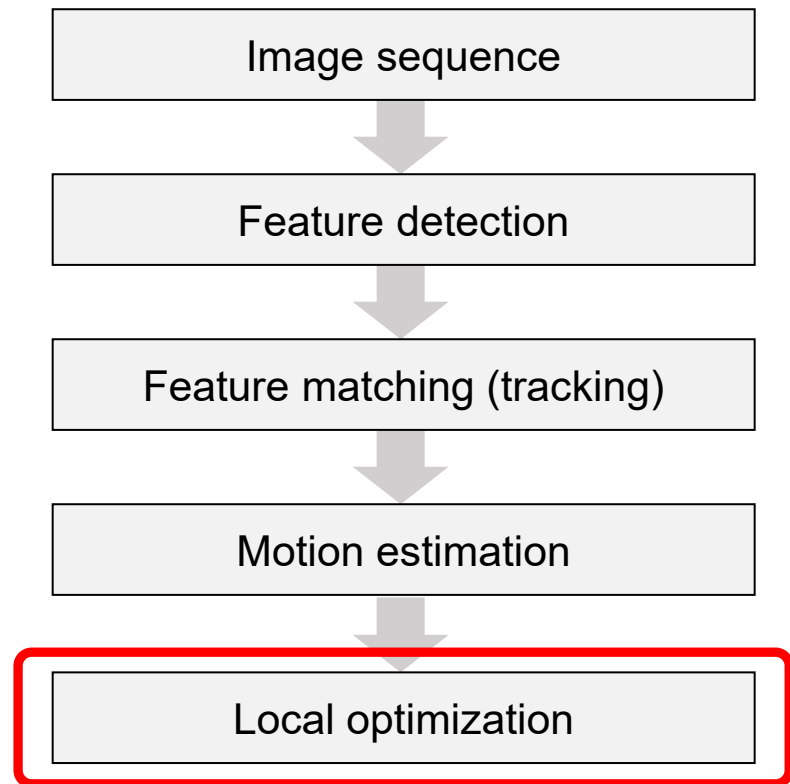 Image sequence
Feature detection
Feature matching (tracking)
Motion estimation
Local optimization